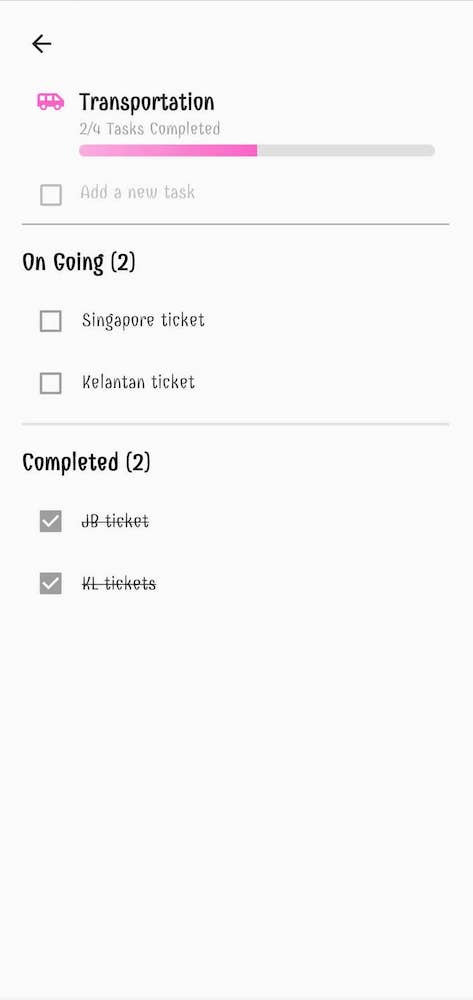 Transportation
2/4 Tasks Completed
Add a new task
On Going (2)
Singapore ticket
Kelantan ticket
Completed (2)
JB ticket
KL tickets